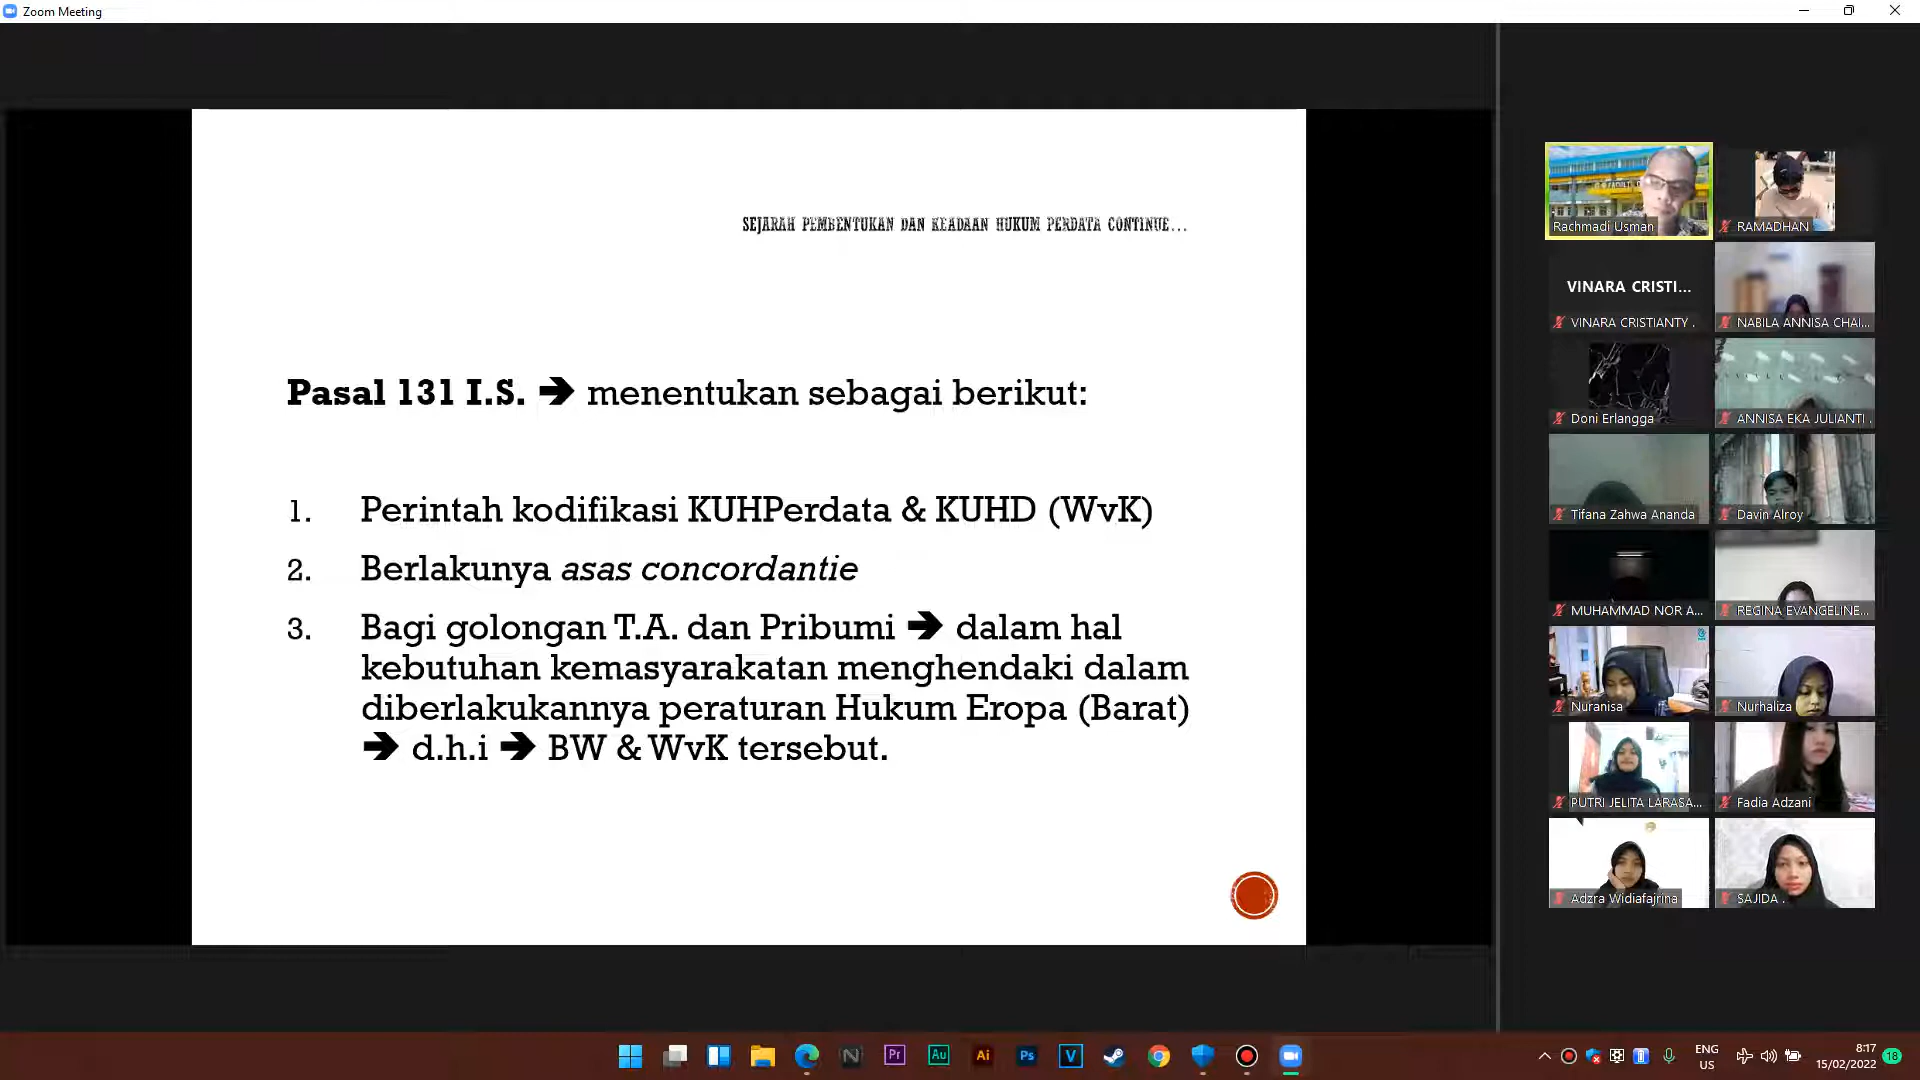 Zoom Meeting
SEJARAH PEMBENTUKAN DAN KEADAAN HUKUM PERDATA CONTINUE...
Pasal 131 I.S. ➔ menentukan sebagai berikut:
1. Perintah kodifikasi KUHPerdata & KUHD (WvK)
2. Berlakunya asas concordantie
3. Bagi golongan T.A. dan Pribumi ➔ dalam hal
kebutuhan kemasyarakatan menghendaki dalam
diberlakukannya peraturan Hukum Eropa (Barat)
➔ d.h.i ➔ BW & WvK tersebut.
Rachmadi Usman
RAMADHAN
VINARA CRISTI...
VINARA CRISTIANTY .
NABILA ANNISA CHAI...
Doni Erlangga
ANNISA EKA JULIANTI .
Tifana Zahwa Ananda
Davin Alroy
MUHAMMAD NOR A...
REGINA EVANGELINE...
Nuranisa
Nurhaliza
PUTRI JELITA LARASA...
Fadia Adzani
Adzra Widiafajrina
SAJIDA .
N
Pr
Au
Ai
Ps
V
ENG
US
8:17
15/02/2022
18